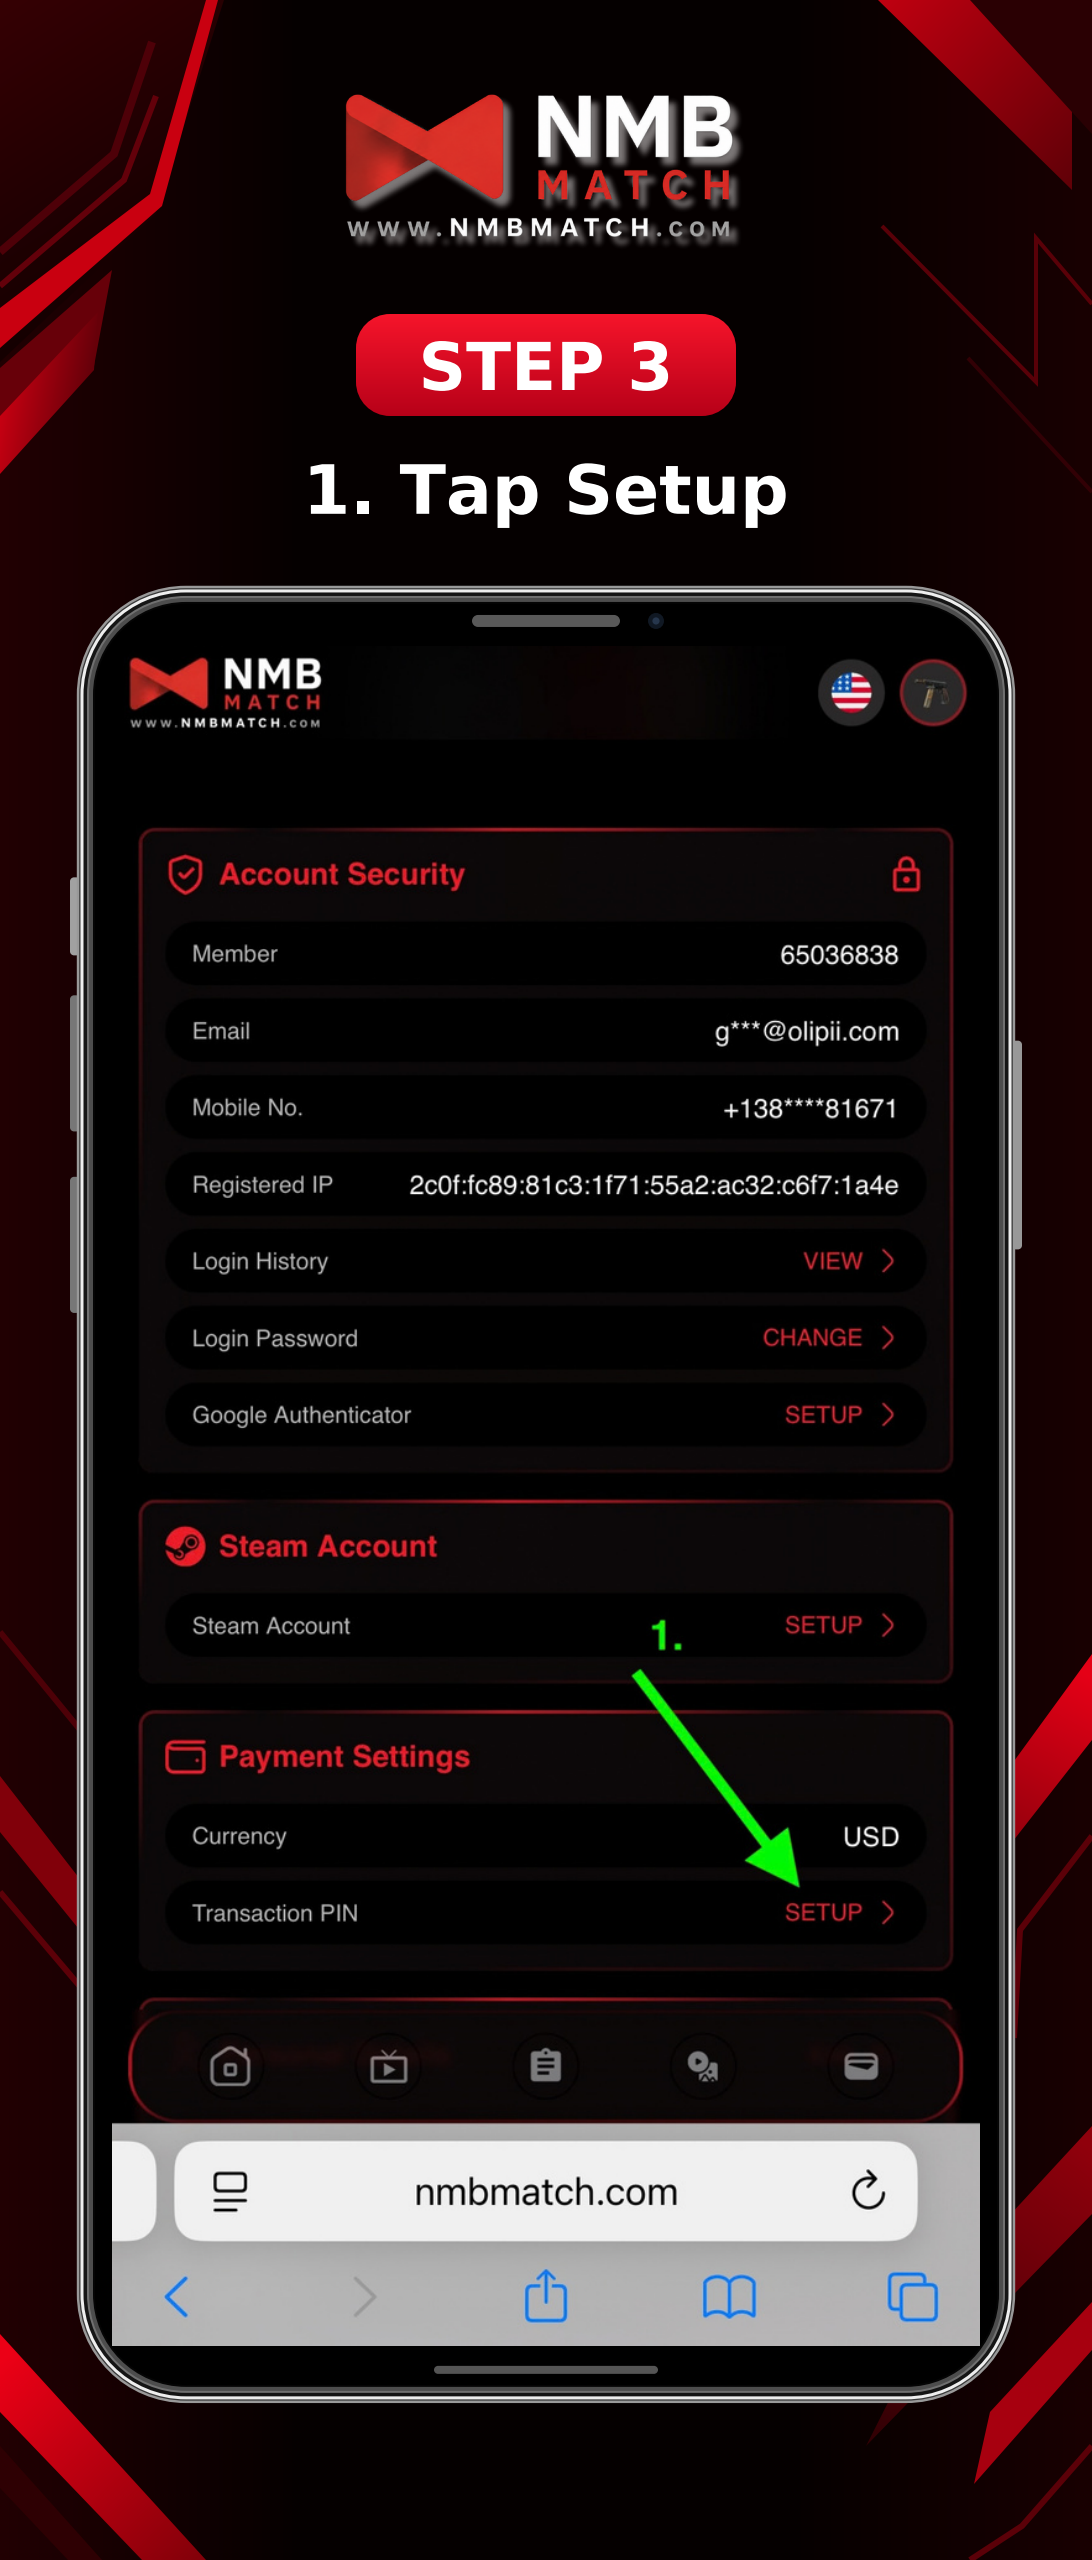 NMB
MATCH
WWW.NMBMATCH.COM
STEP 3
1. Tap Setup
NMB
MATCH
WWW.NMBMATCH.COM
Account Security
Member 65036838
Email g***@olipii.com
Mobile No. +138****81671
Registered IP 2c0f:fc89:81c3:1f71:55a2:ac32:c6f7:1a4e
Login History VIEW
Login Password CHANGE
Google Authenticator SETUP
Steam Account
Steam Account SETUP
1.
Payment Settings
Currency USD
Transaction PIN SETUP
nmbmatch.com